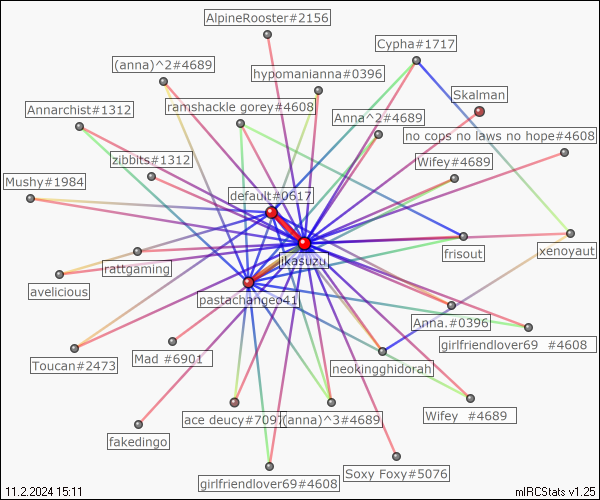 AlpineRooster#2156
Cypha#1717
(anna)^2#4689
hypomanianna#0396
Skalman
Annarchist#1312
ramshackle gorey#4608
Anna^2#4689
no cops no laws no hope#4608
zibbits#1312
Wifey#4689
Mushy#1984
default#0617
ikasuzu
frisout
xenoyaut
rattgaming
avelicious
pastachangeo41
Anna.#0396
girlfriendlover69 #4608
Toucan#2473
Mad #6901
neokingghidorah
ace deucy#709
(anna)^3#4689
Wifey #4689
fakedingo
Soxy Foxy#5076
girlfriendlover69#4608
11.2.2024 15:11
mIRCStats v1.25